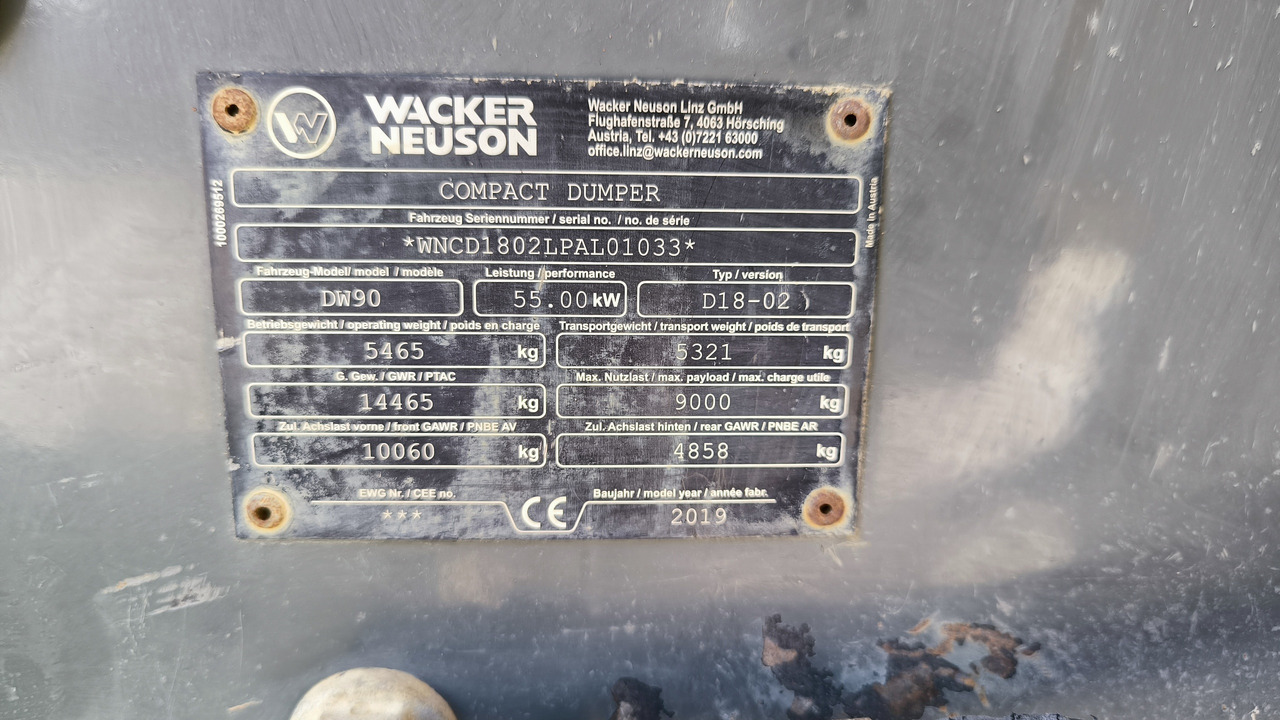 WACKER
NEUSON
Wacker Neuson Linz GmbH
Flughafenstraße 7, 4063 Hörsching
Austria, Tel. +43 (0)7221 63000
office.linz@wackerneuson.com
1000269512
Made in Austria
COMPACT DUMPER
Fahrzeug Seriennummer / serial no. / no. de série
*WNCD1802LPAL01033*
Fahrzeug-Model/ model / modèle Leistung / performance Typ / version
DW90 55.00 kW D18-02
Betriebsgewicht / operating weight / poids en charge Transportgewicht / transport weight / poids de transport
5465 kg 5321 kg
G. Gew. / GWR / PTAC Max. Nutzlast / max. payload / max. charge utile
14465 kg 9000 kg
Zul. Achslast vorne / front GAWR / PNBE AV Zul. Achslast hinten / rear GAWR / PNBE AR
10060 kg 4858 kg
EWG Nr. / CEE no. CE Baujahr / model year / année fabr.
*** 2019